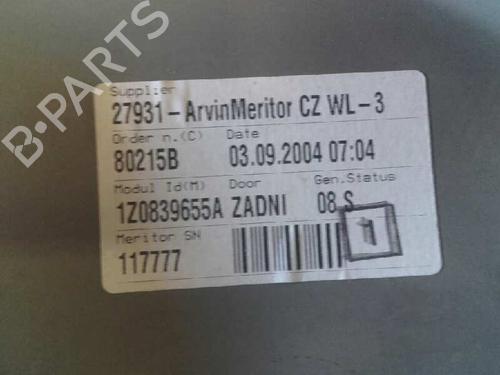 B-PARTS
Supplier
27931-ArvinMeritor CZ WL-3
Order n.(C) Date
80215B 03.09.2004 07:04
Modul Id(M) Door Gen.Status
1Z0839655A ZADNI 08 S
Meritor SN
117777